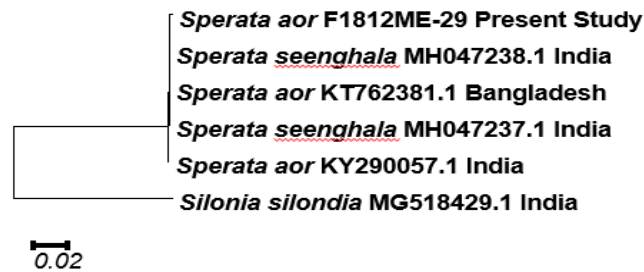 Sperata aor F1812ME-29 Present Study
Sperata seenghala MH047238.1 India
Sperata aor KT762381.1 Bangladesh
Sperata seenghala MH047237.1 India
Sperata aor KY290057.1 India
Silonia silondia MG518429.1 India
0.02